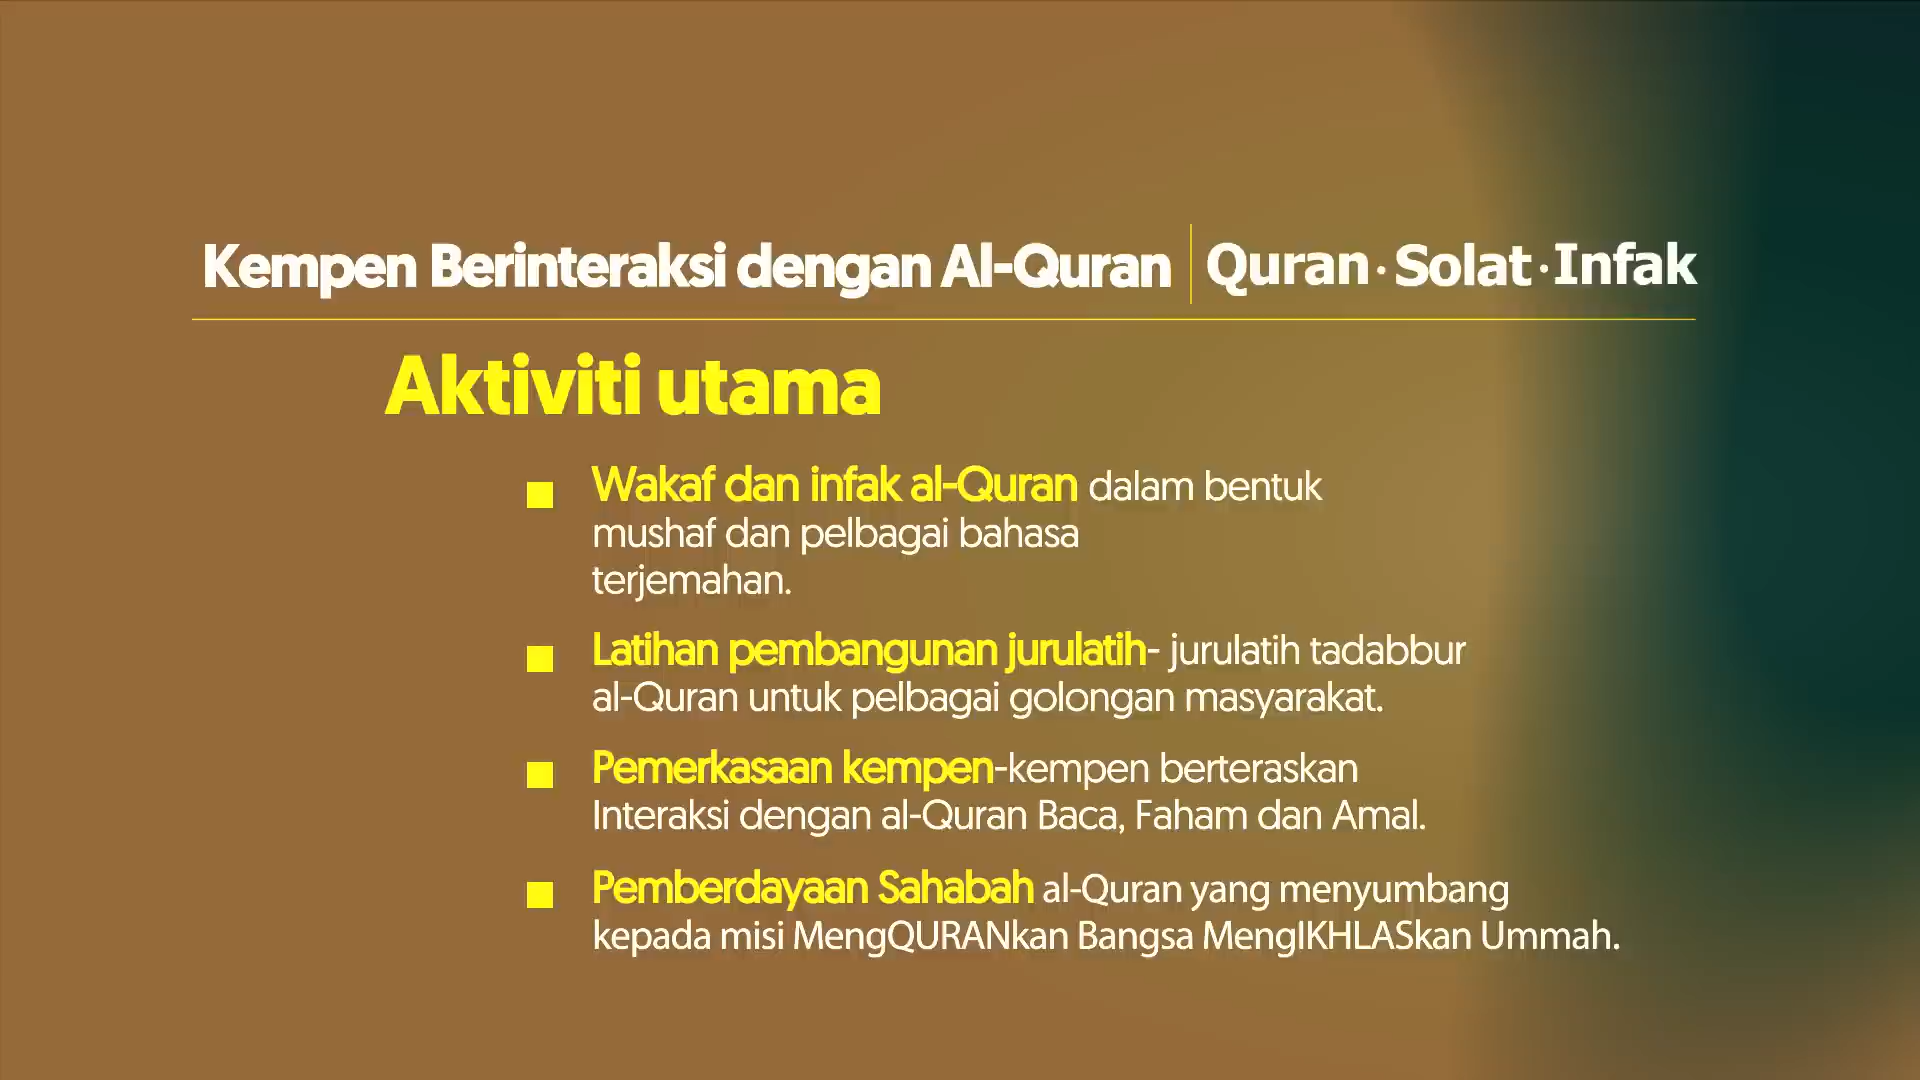 Kempen Berinteraksi dengan Al-Quran | Quran · Solat · Infak
Aktiviti utama
Wakaf dan infak al-Quran dalam bentuk
mushaf dan pelbagai bahasa
terjemahan.
Latihan pembangunan jurulatih- jurulatih tadabbur
al-Quran untuk pelbagai golongan masyarakat.
Pemerkasaan kempen-kempen berteraskan
Interaksi dengan al-Quran Baca, Faham dan Amal.
Pemberdayaan Sahabah al-Quran yang menyumbang
kepada misi MengQURANkan Bangsa MengIKHLASkan Ummah.